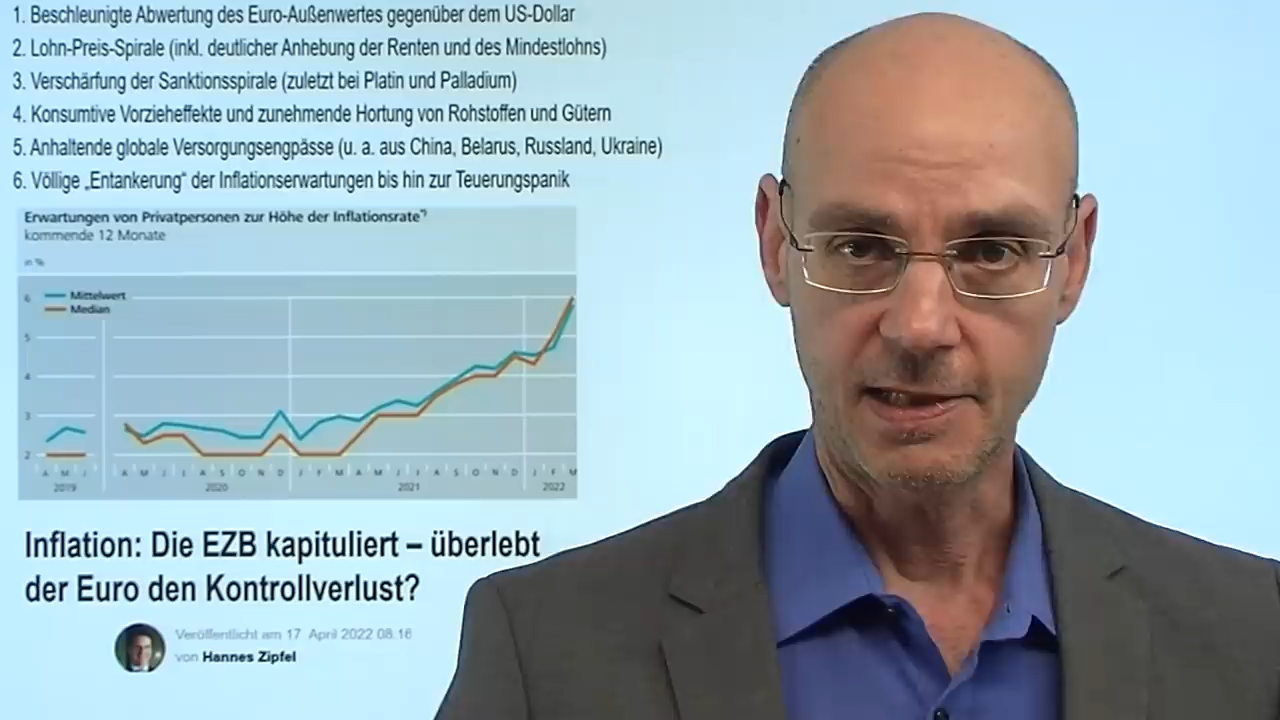 1. Beschleunigte Abwertung des Euro-Außenwertes gegenüber dem US-Dollar
2. Lohn-Preis-Spirale (inkl. deutlicher Anhebung der Renten und des Mindestlohns)
3. Verschärfung der Sanktionsspirale (zuletzt bei Platin und Palladium)
4. Konsumtive Vorzieheffekte und zunehmende Hortung von Rohstoffen und Gütern
5. Anhaltende globale Versorgungsengpässe (u. a. aus China, Belarus, Russland, Ukraine)
6. Völlige „Entankerung“ der Inflationserwartungen bis hin zur Teuerungspanik
Erwartungen von Privatpersonen zur Höhe der Inflationsrate*)
kommende 12 Monate
in %
Mittelwert
Median
6
5
4
3
2
A M J A M J J A S O N D J F M A M J J A S O N D J F M
2019 2020 2021 2022
Inflation: Die EZB kapituliert – überlebt
der Euro den Kontrollverlust?
Veröffentlicht am 17. April 2022 08.16
von Hannes Zipfel